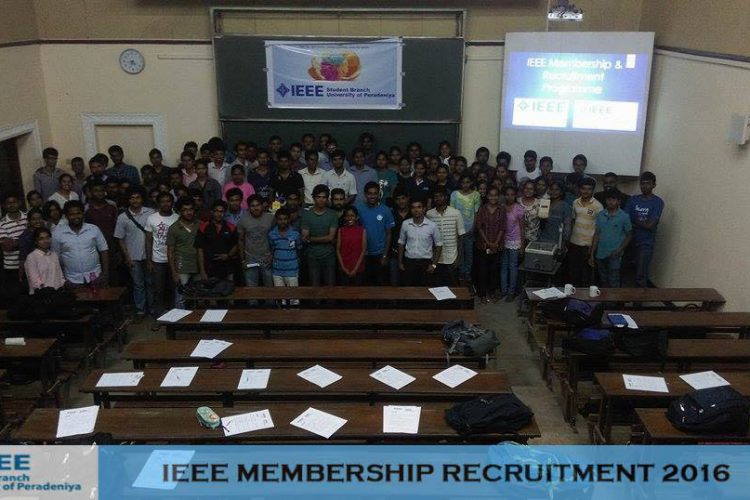 IEEE Student Branch
University of Peradeniya
IEEE Membership &
Recruitment
Programme
IEEE
IEEE
EE
Branch
y of Peradeniya
IEEE MEMBERSHIP RECRUITMENT 2016